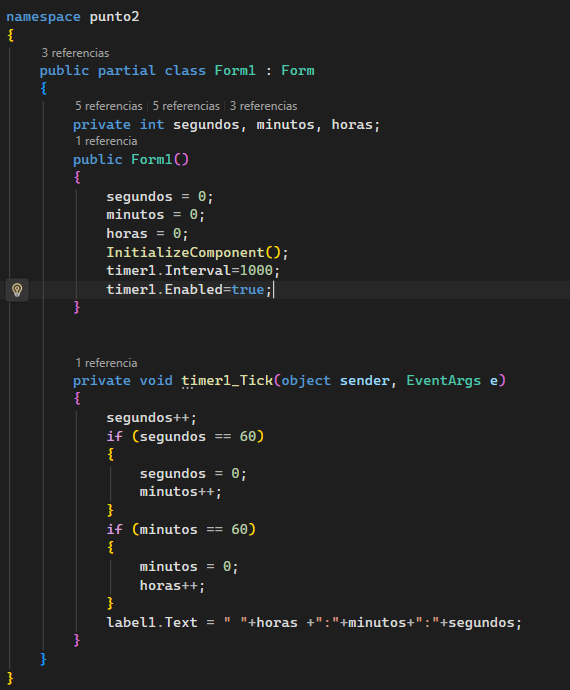 namespace punto2
{
3 referencias
public partial class Form1 : Form
{
5 referencias | 5 referencias | 3 referencias
private int segundos, minutos, horas;
1 referencia
public Form1()
{
segundos = 0;
minutos = 0;
horas = 0;
InitializeComponent();
timer1.Interval=1000;
timer1.Enabled=true;
}
1 referencia
private void timer1_Tick(object sender, EventArgs e)
{
segundos++;
if (segundos == 60)
{
segundos = 0;
minutos++;
}
if (minutos == 60)
{
minutos = 0;
horas++;
}
label1.Text = " "+horas +":"+minutos+":"+segundos;
}
}
}